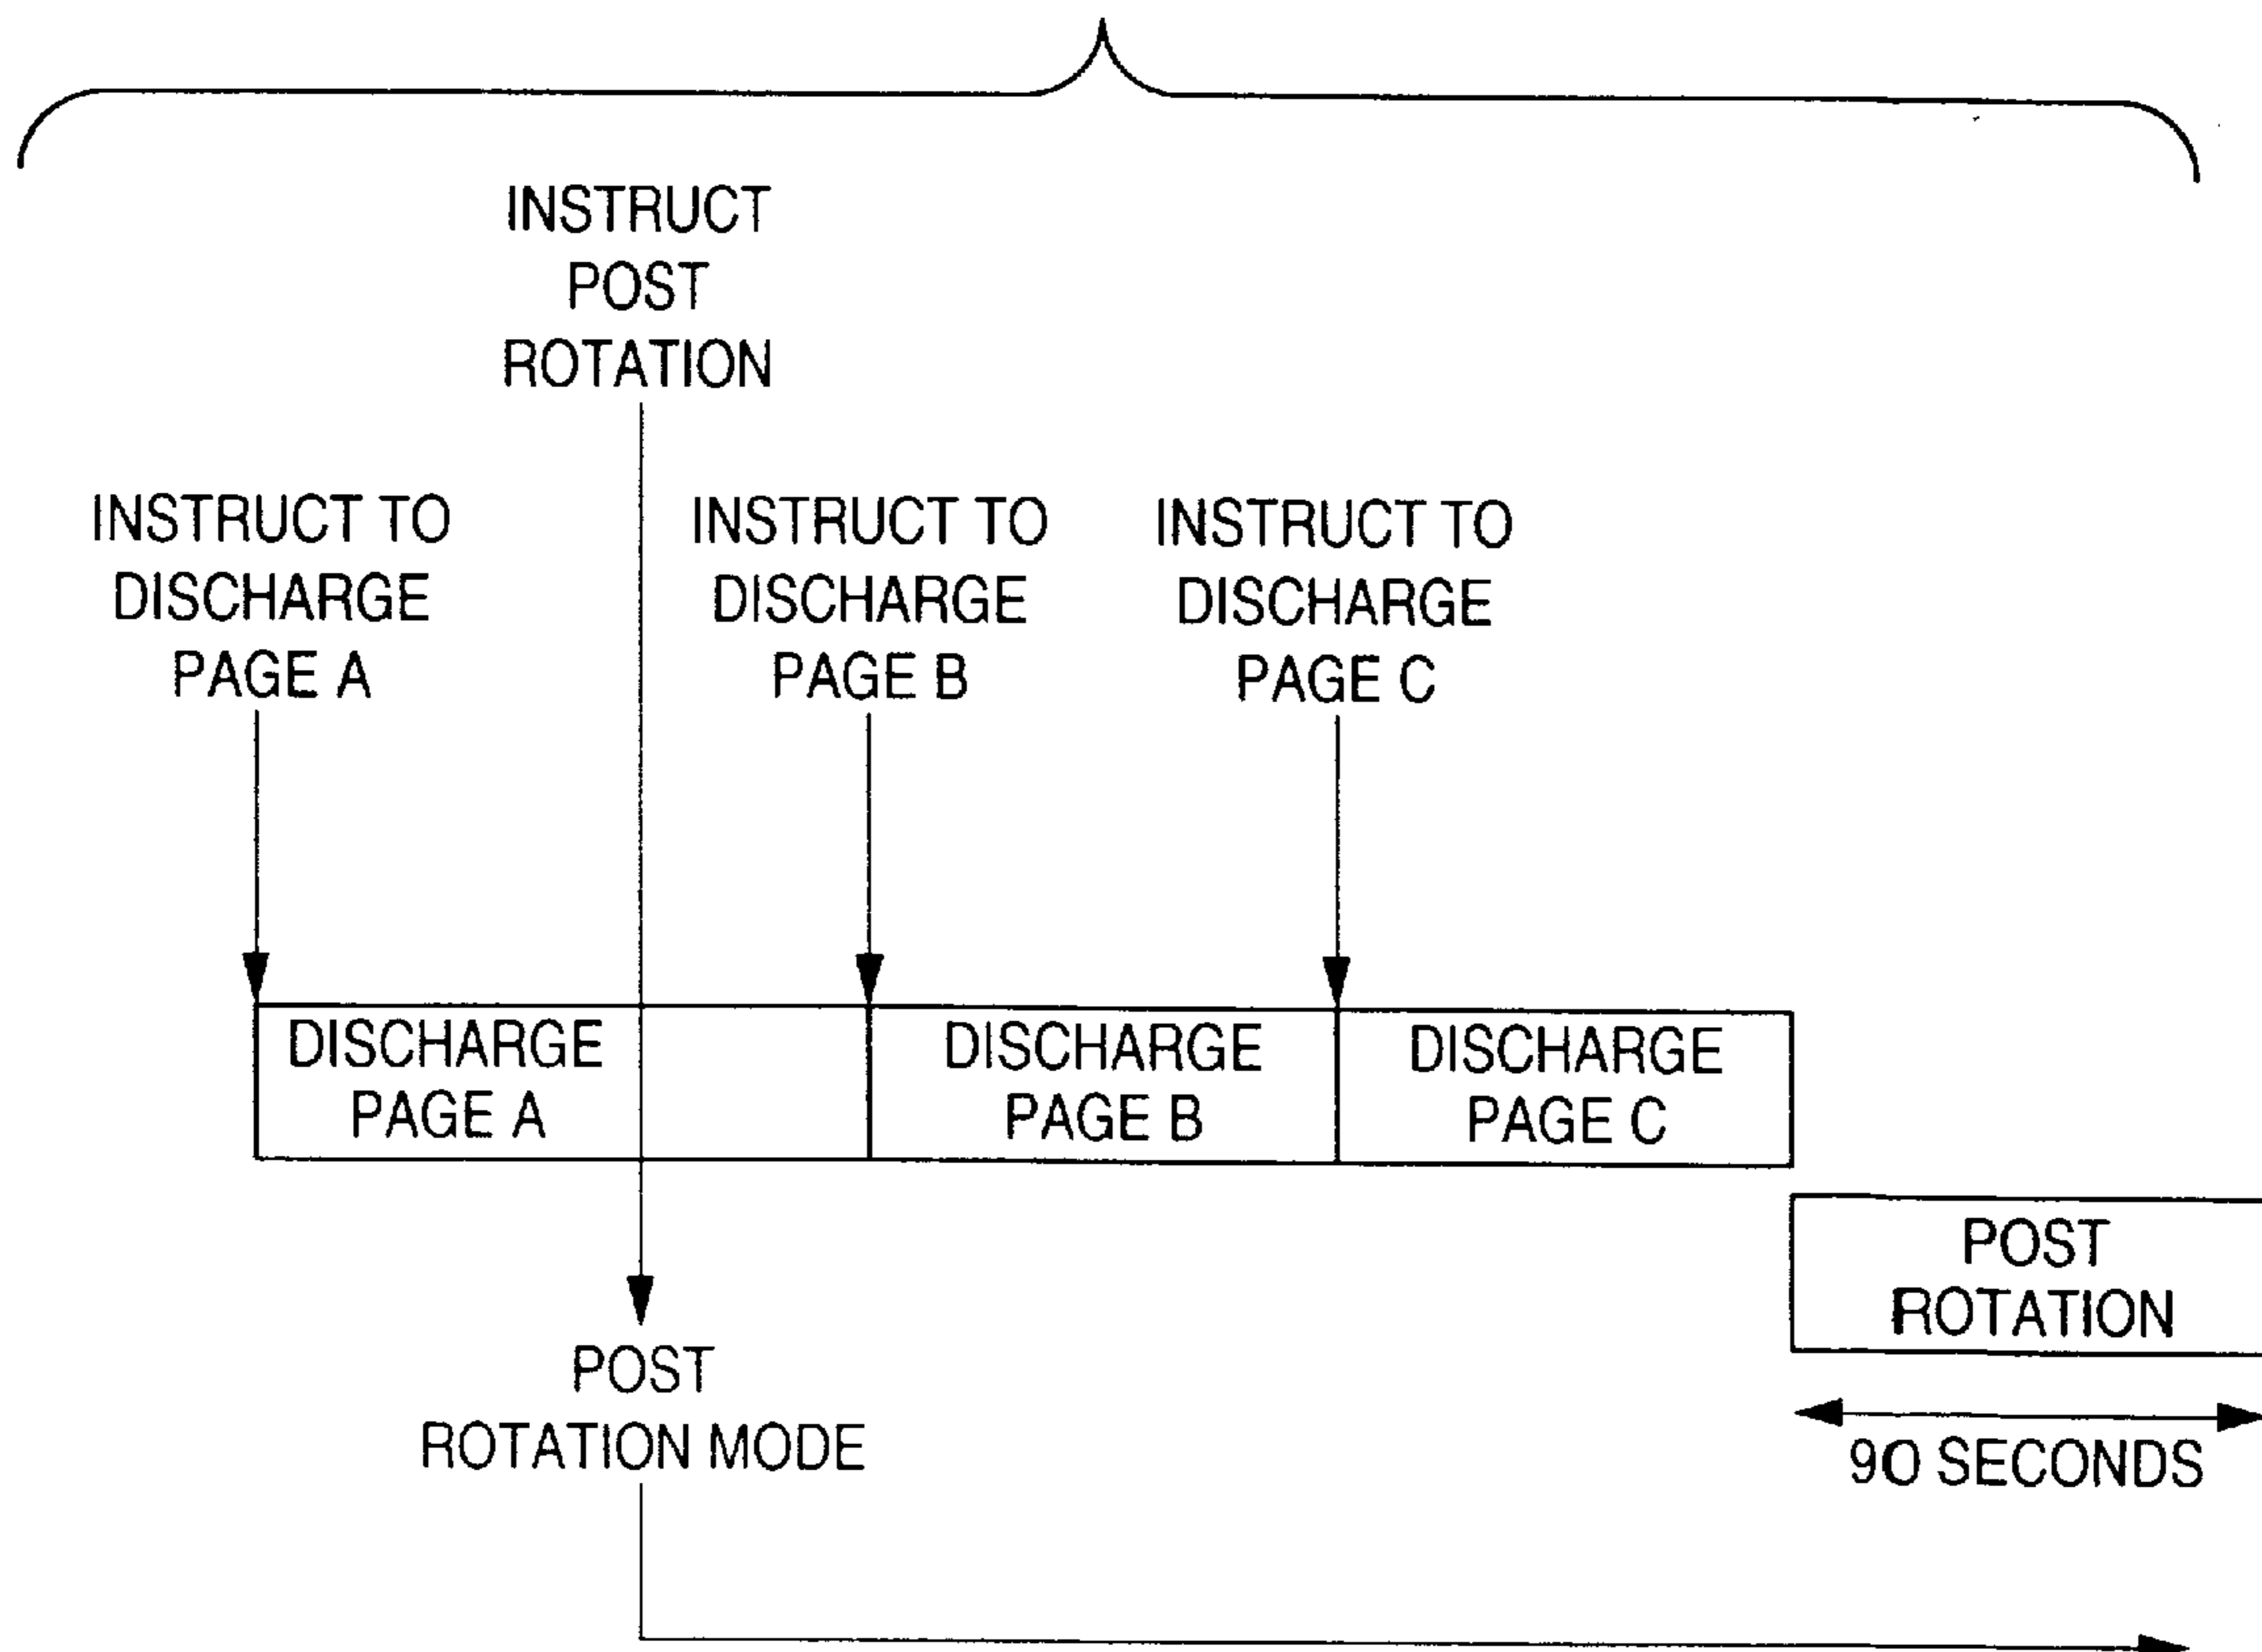 INSTRUCT
POST
ROTATION
INSTRUCT TO
DISCHARGE
PAGE A
INSTRUCT TO
DISCHARGE
PAGE B
INSTRUCT TO
DISCHARGE
PAGE C
DISCHARGE
PAGE A
DISCHARGE
PAGE B
DISCHARGE
PAGE C
POST
ROTATION
POST
ROTATION MODE
90 SECONDS